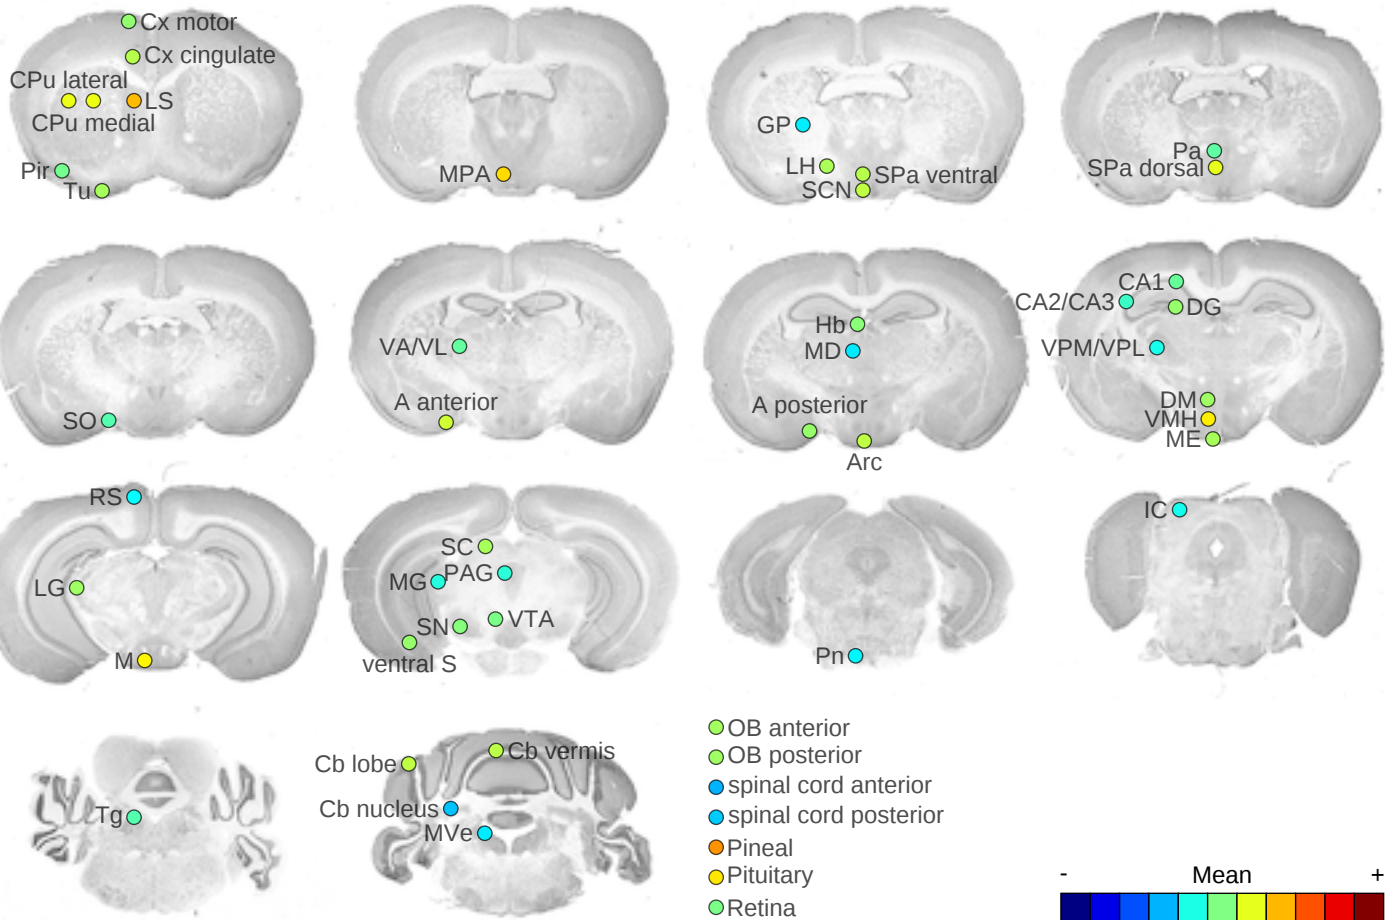 Cx motor
Cx cingulate
CPu lateral
LS
CPu medial
Pir
Tu
MPA
GP
LH
SPa ventral
SCN
Pa
SPa dorsal
SO
VA/VL
A anterior
Hb
MD
A posterior
Arc
CA1
CA2/CA3
DG
VPM/VPL
DM
VMH
ME
RS
LG
M
SC
MG
PAG
SN
VTA
ventral S
Pn
IC
Tg
Cb lobe
Cb vermis
Cb nucleus
MVe
OB anterior
OB posterior
spinal cord anterior
spinal cord posterior
Pineal
Pituitary
Retina
- Mean +